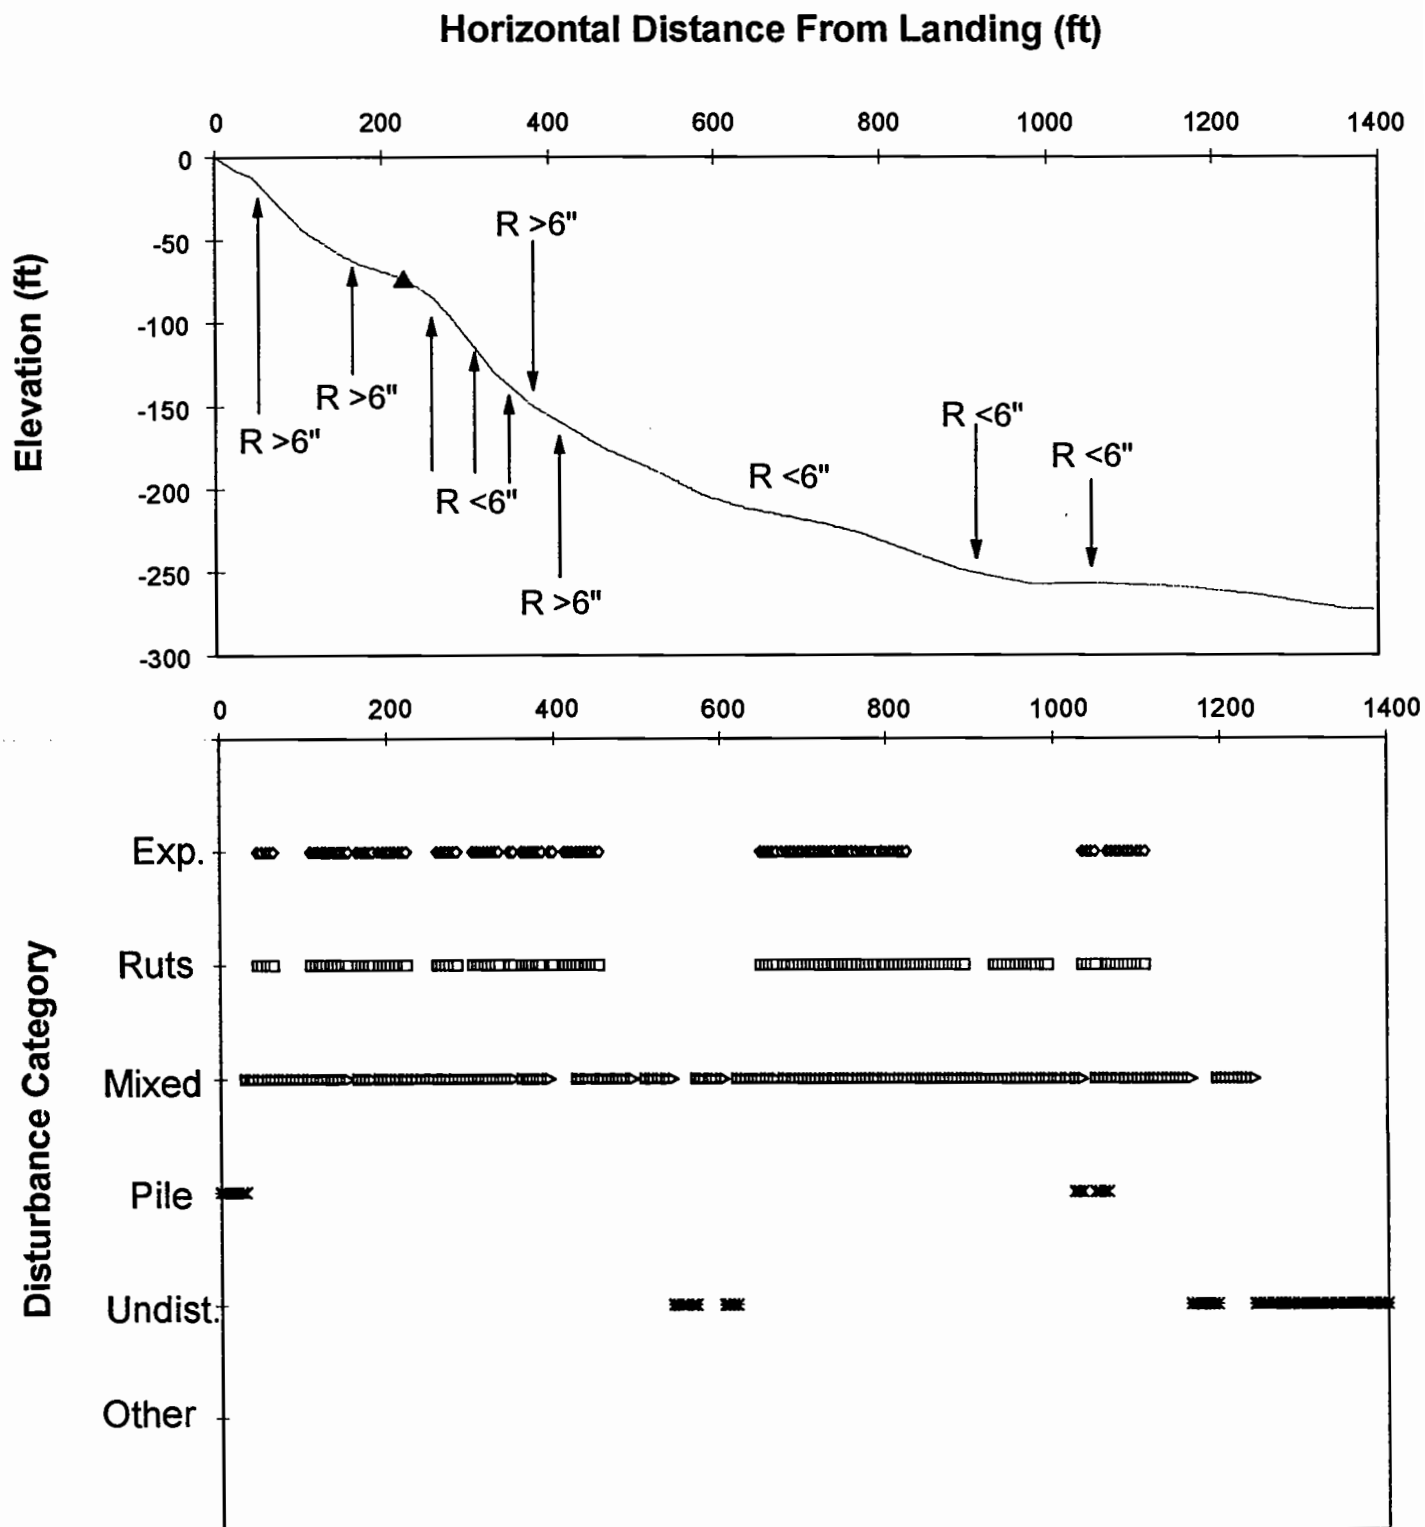 Horizontal Distance From Landing (ft)
0 200 400 600 800 1000 1200 1400
Elevation (ft)
0
-50
-100
-150
-200
-250
-300
R >6"
R >6"
R >6"
R <6"
R >6"
R <6"
R <6"
R <6"
0 200 400 600 800 1000 1200 1400
Disturbance Category
Exp.
Ruts
Mixed
Pile
Undist.
Other